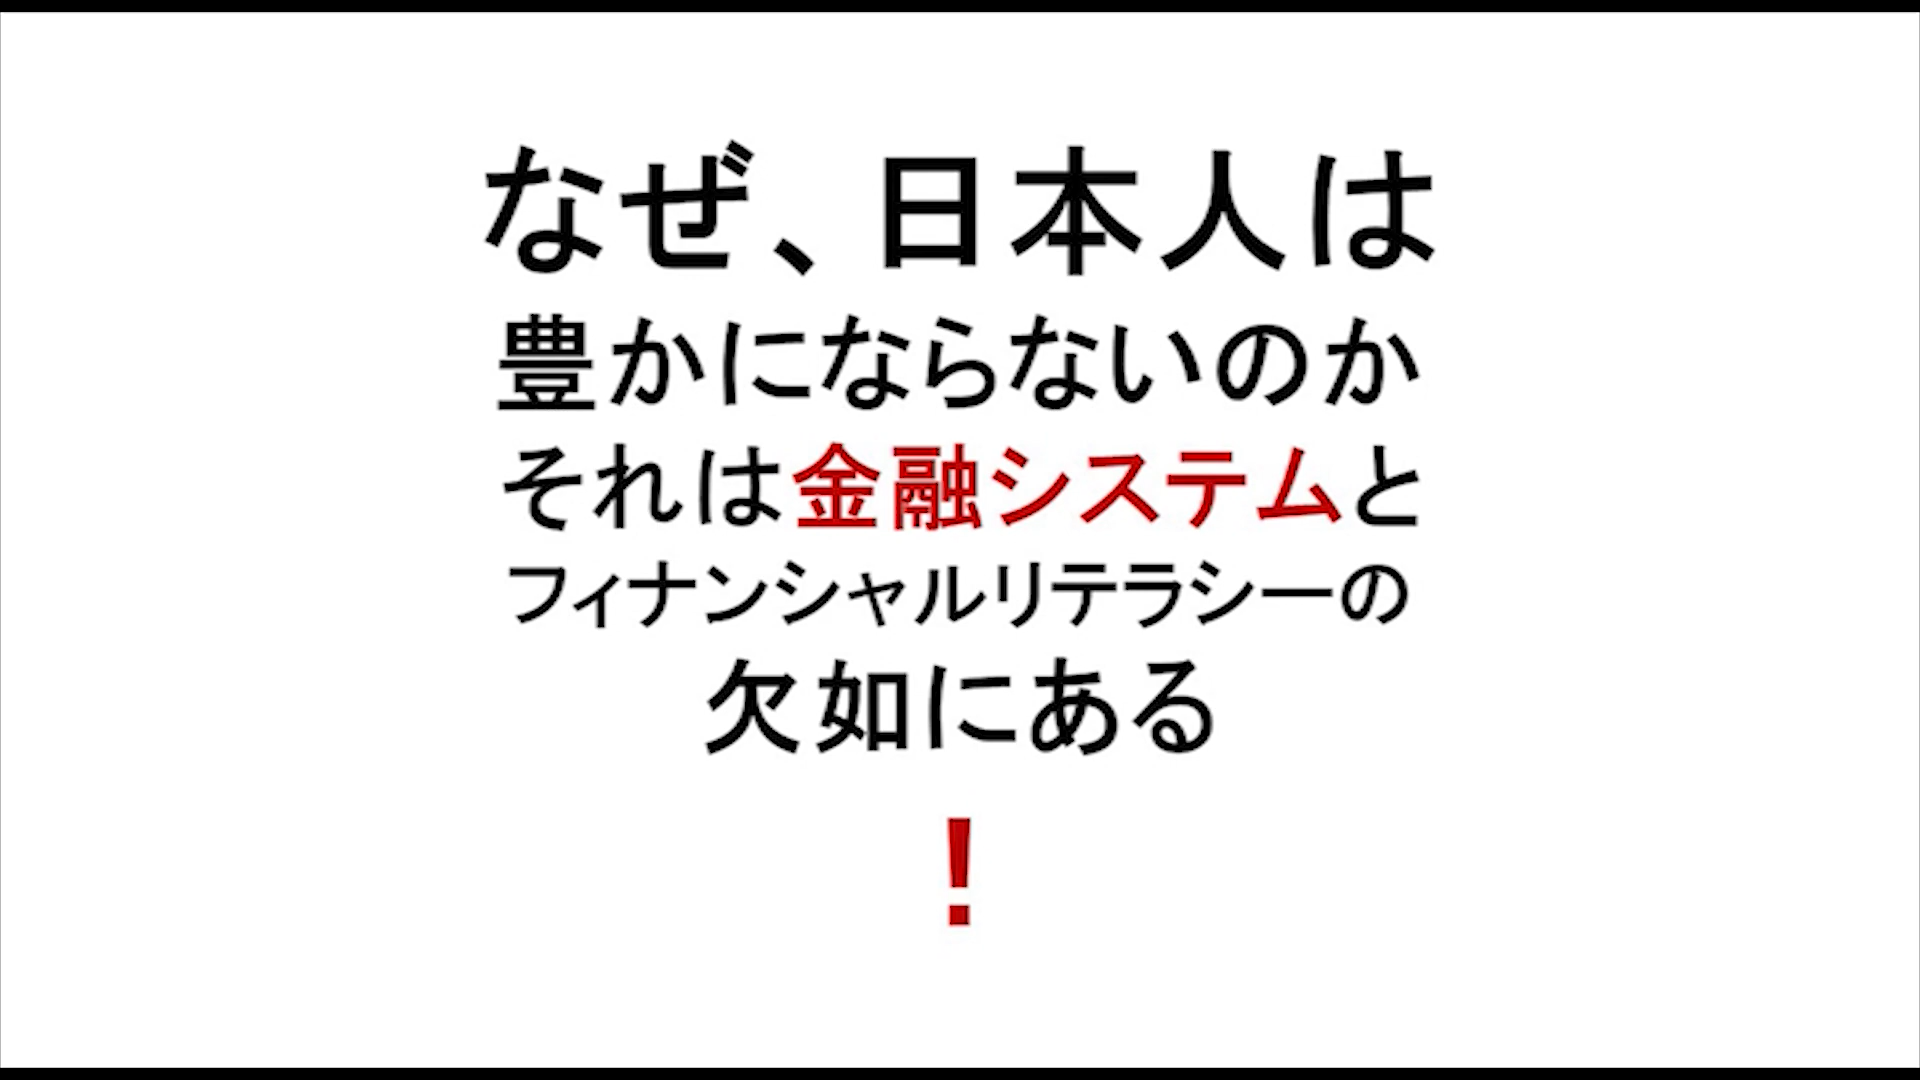 なぜ、日本人は
豊かにならないのか
それは金融システムと
フィナンシャルリテラシーの
欠如にある
！